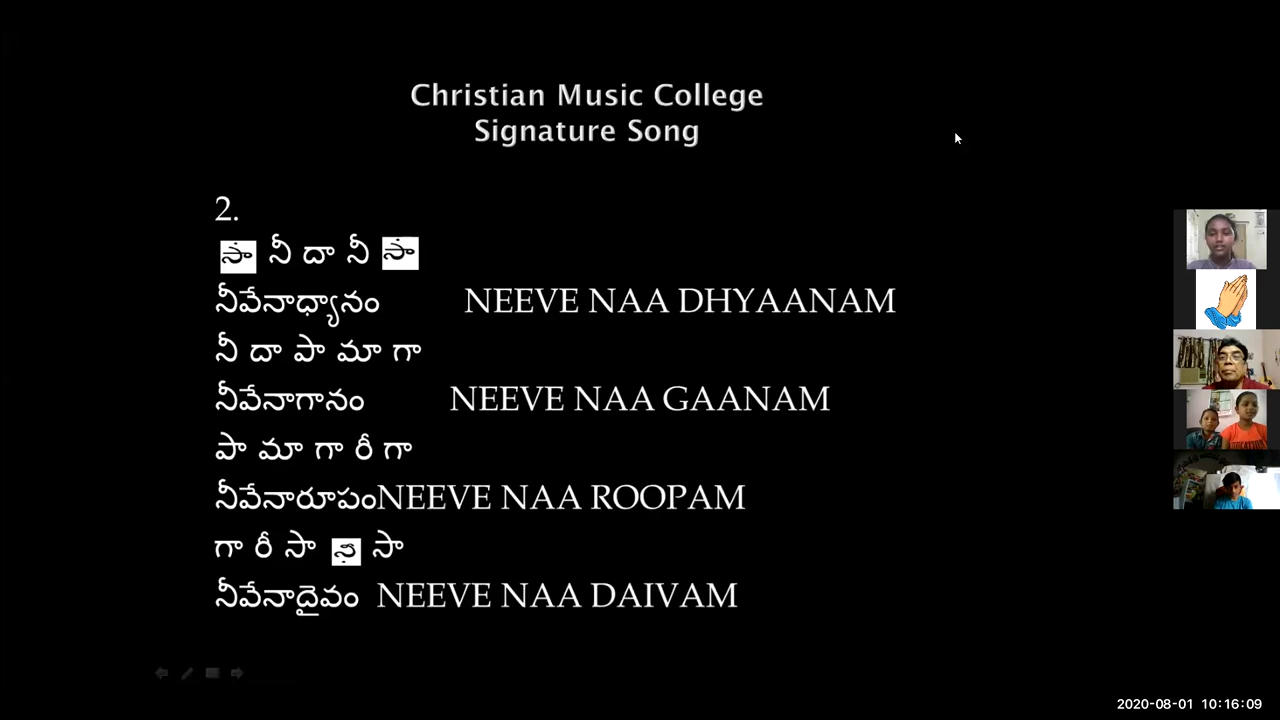 Christian Music College
Signature Song
2.
సాఁ నీ దా నీ సాఁ
నీవేనాధ్యానం NEEVE NAA DHYAANAM
నీ దా పా మా గా
నీవేనాగానం NEEVE NAA GAANAM
పా మా గా రీ గా
నీవేనారూపంNEEVE NAA ROOPAM
గా రీ సా నీ సా
నీవేనాదైవం NEEVE NAA DAIVAM
2020-08-01 10:16:09